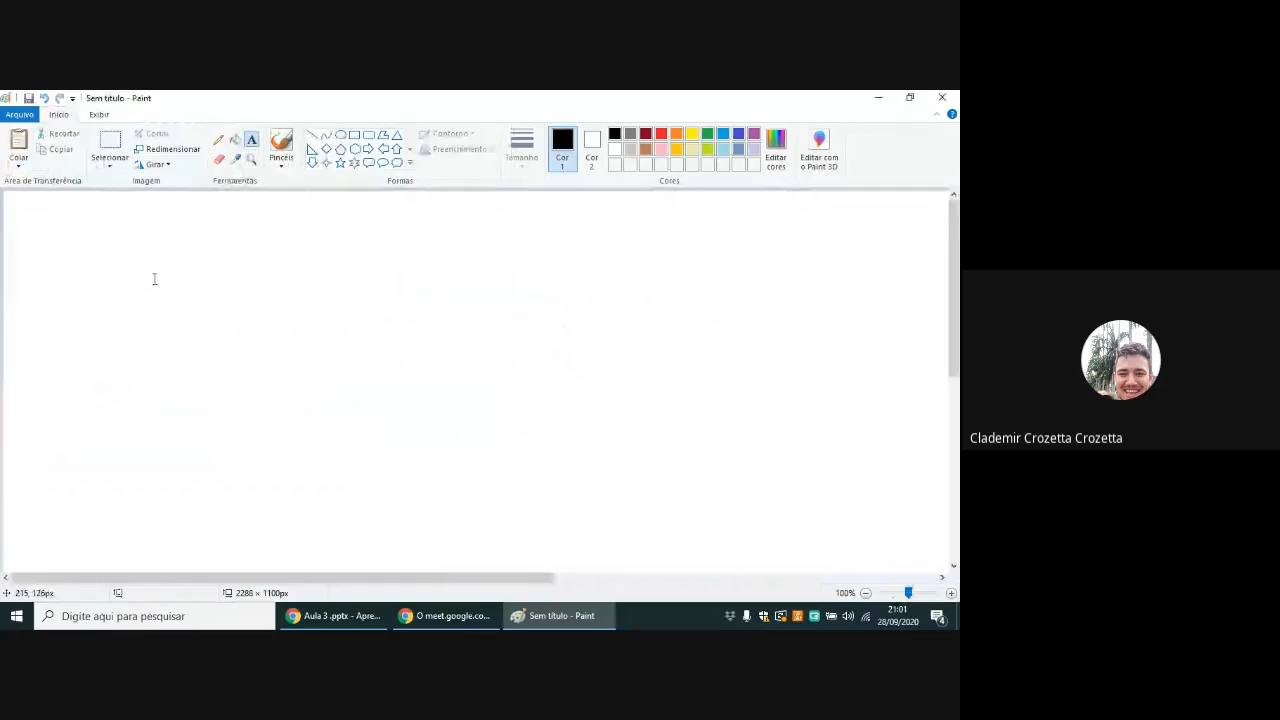 Sem título - Paint
Arquivo Início Exibir
Colar
Recortar
Copiar
Área de Transferência
Selecionar
Cortar
Redimensionar
Girar
Imagem
A
Ferramentas
Pincéis
Contorno
Preenchimento
Formas
Tamanho
Cor 1
Cor 2
Editar cores
Editar com o Paint 3D
Cores
Clademir Crozetta Crozetta
215, 126px
2288 × 1100px
100%
Digite aqui para pesquisar
Aula 3 .pptx - Apre...
O meet.google.co...
Sem título - Paint
21:01
28/09/2020
4